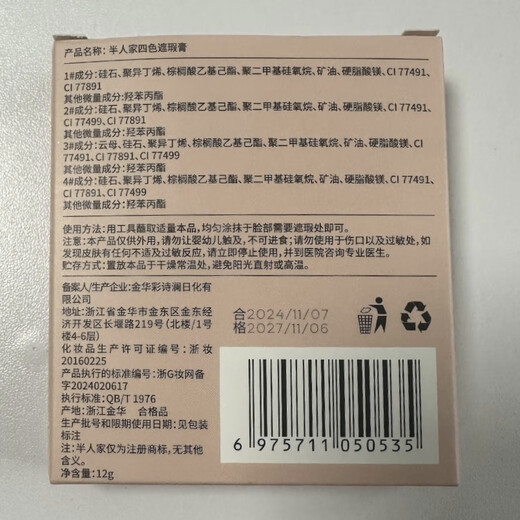 产品名称：半人家四色遮瑕膏
1#成分：硅石、聚异丁烯、棕榈酸乙基己酯、聚二甲基硅氧烷、矿油、硬脂酸镁、CI 77491、
CI 77891
其他微量成分：羟苯丙酯
2#成分：硅石、聚异丁烯、棕榈酸乙基己酯、聚二甲基硅氧烷、矿油、硬脂酸镁、CI 77491、
CI 77499、CI 77891
其他微量成分：羟苯丙酯
3#成分：云母、硅石、聚异丁烯、棕榈酸乙基己酯、聚二甲基硅氧烷、矿油、硬脂酸镁、CI
77491、CI 77891、CI 77499
其他微量成分：羟苯丙酯
4#成分：硅石、聚异丁烯、棕榈酸乙基己酯、聚二甲基硅氧烷、矿油、硬脂酸镁、CI 77491、
CI 77891、CI 77499
其他微量成分：羟苯丙酯
使用方法：用工具蘸取适量本品，均匀涂抹于脸部需要遮瑕处即可。
注意：本产品仅供外用，请勿让婴幼儿触及，不可进食；请勿使用于伤口以及过敏处，如
发现皮肤有任何不适及过敏反应，请立即停止使用，并到医院咨询专业医生。
贮存方式：置放本品于干燥常温处，避免阳光直射或高温。
备案人/生产企业：金华彩诗澜日化有
限公司
地址：浙江省金华市金东区金东经
济开发区长堰路219号(北楼/1号
楼4-6层)
化妆品生产许可证编号：浙妆
20160225
产品执行的标准编号：浙G妆网备
字2024020617
执行标准：QB/T 1976
产地：浙江金华 合格品
生产批号和限期使用日期：见包装
标注
注：半人家仅为注册商标，无其他
含义。
净含量：12g
合2024/11/07
格2027/11/06
6 975711 050535